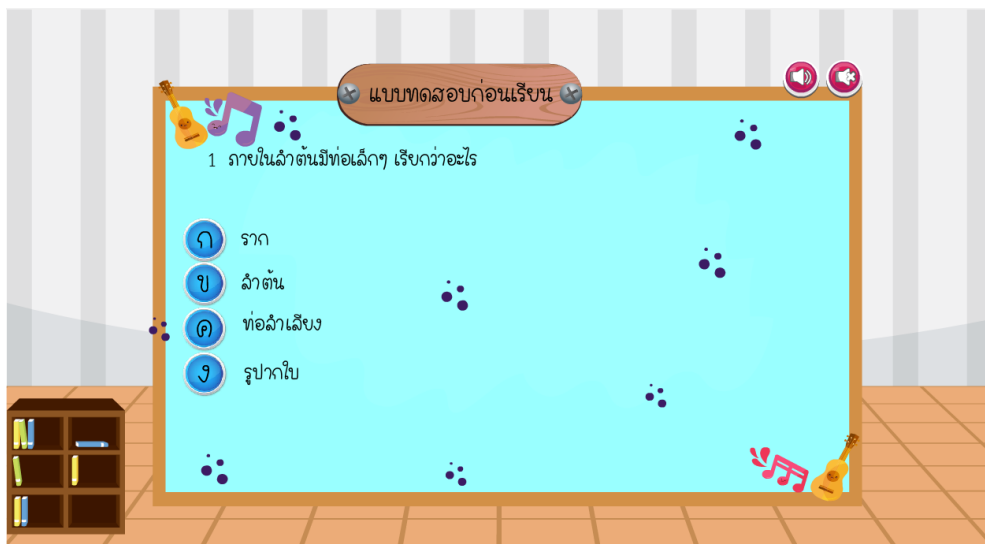 แบบทดสอบก่อนเรียน
1 ภายในลำต้นมีท่อเล็กๆ เรียกว่าอะไร
ก ราก
ข ลำต้น
ค ท่อลำเลียง
ง รูปากใบ